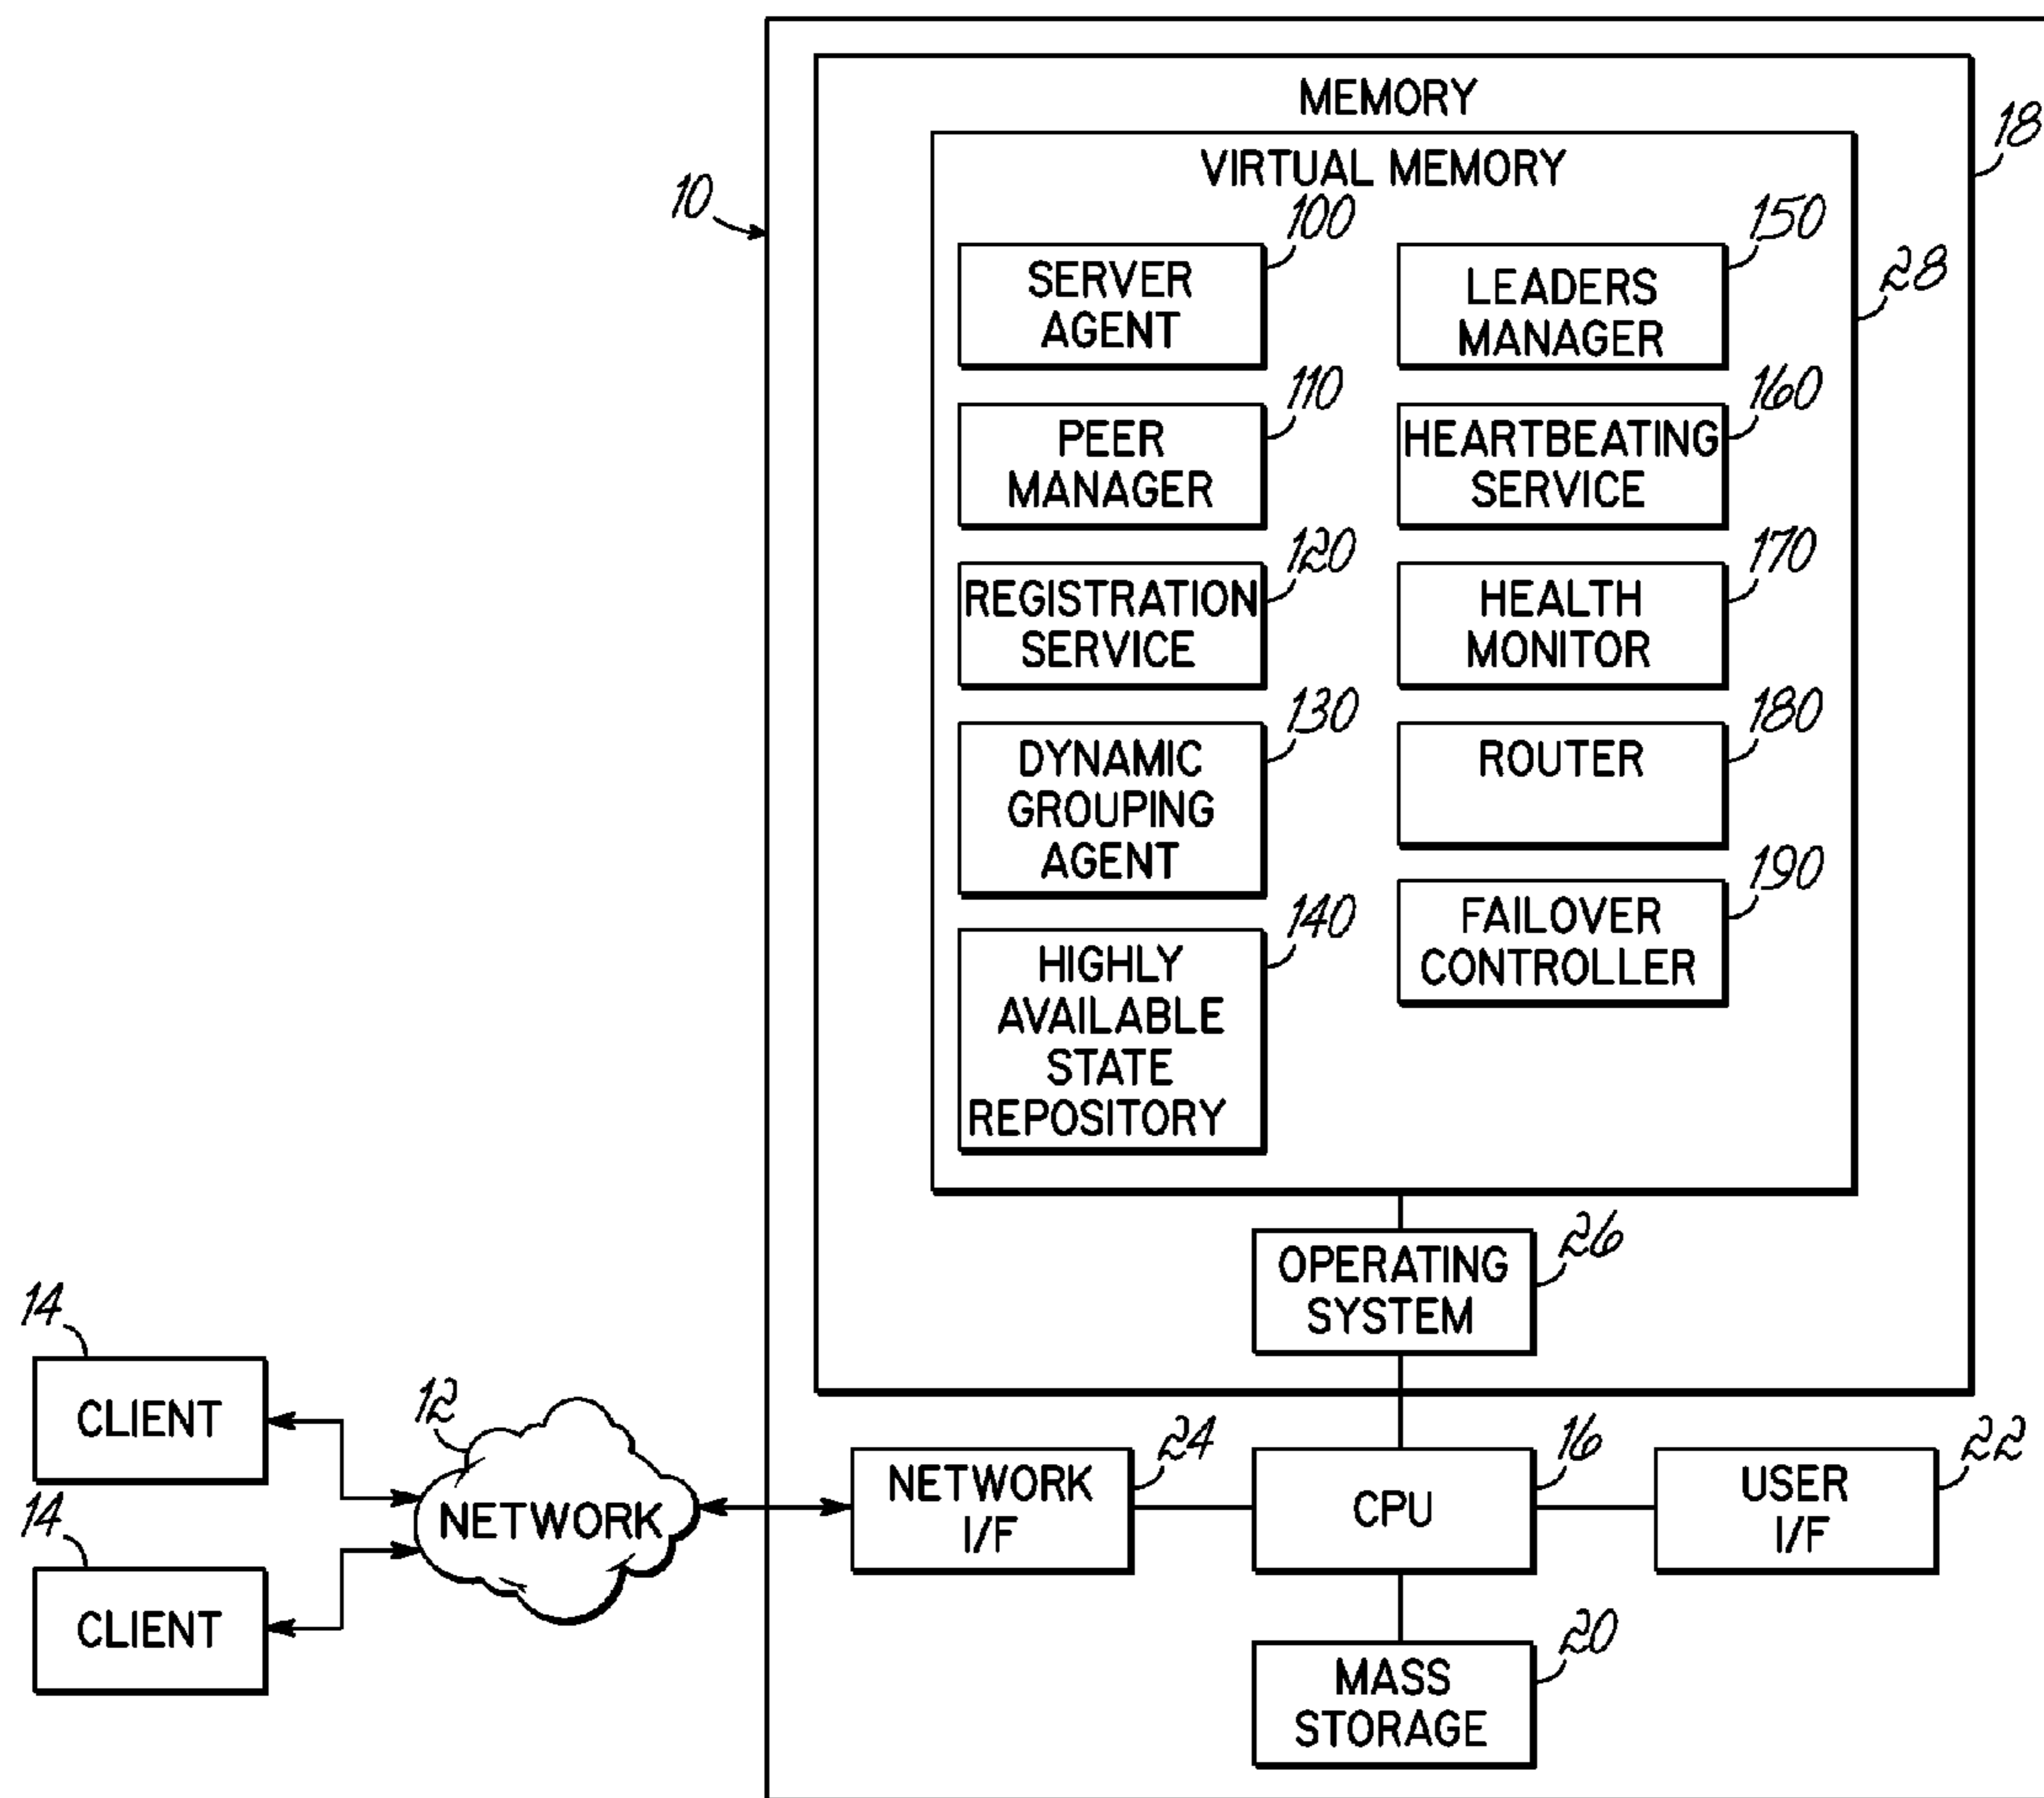 MEMORY
18
VIRTUAL MEMORY
10
100
SERVER
AGENT
150
LEADERS
MANAGER
28
110
PEER
MANAGER
160
HEARTBEATING
SERVICE
120
REGISTRATION
SERVICE
170
HEALTH
MONITOR
130
DYNAMIC
GROUPING
AGENT
180
ROUTER
140
HIGHLY
AVAILABLE
STATE
REPOSITORY
190
FAILOVER
CONTROLLER
26
OPERATING
SYSTEM
14
CLIENT
14
CLIENT
12
NETWORK
24
NETWORK
I/F
16
CPU
22
USER
I/F
20
MASS
STORAGE